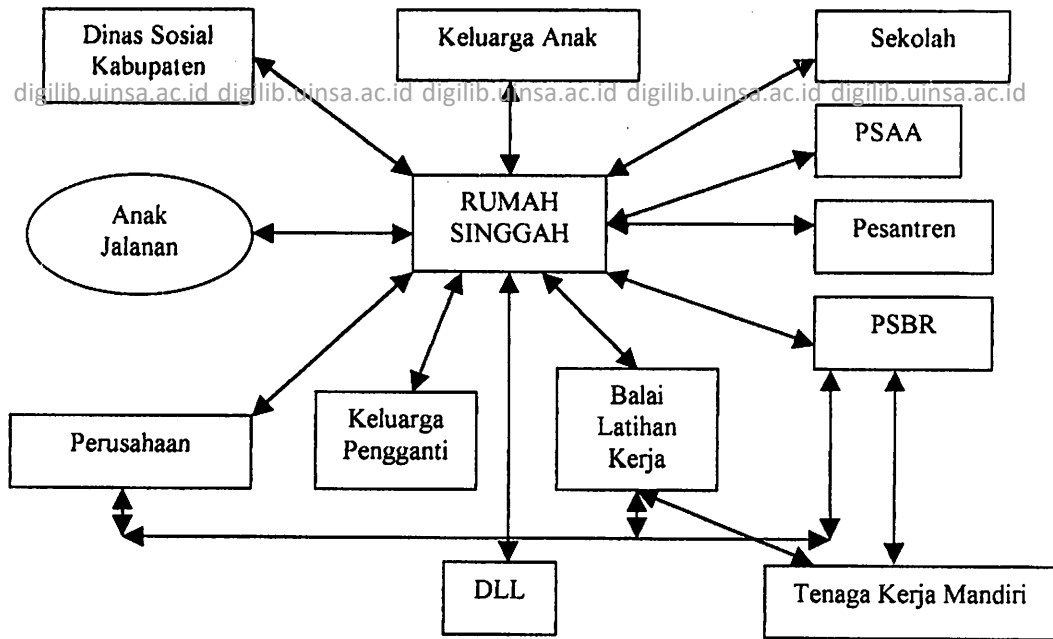 Dinas Sosial
Kabupaten
Keluarga Anak
Sekolah
digilib.uinsa.ac.id digilib.uinsa.ac.id digilib.uinsa.ac.id digilib.uinsa.ac.id digilib.uinsa.ac.id
PSAA
Anak
Jalanan
RUMAH
SINGGAH
Pesantren
PSBR
Perusahaan
Keluarga
Pengganti
Balai
Latihan
Kerja
DLL
Tenaga Kerja Mandiri